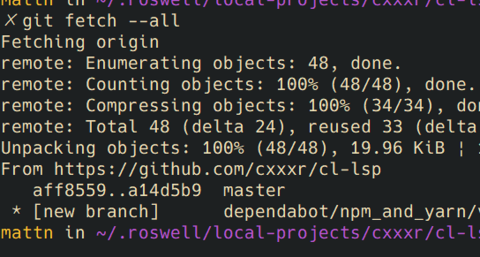 mattn in ~/.roswell/local-projects/cxxxr/cl-lsp
✗ git fetch --all
Fetching origin
remote: Enumerating objects: 48, done.
remote: Counting objects: 100% (48/48), done.
remote: Compressing objects: 100% (34/34), do
remote: Total 48 (delta 24), reused 33 (delta
Unpacking objects: 100% (48/48), 19.96 KiB ¦
From https://github.com/cxxxr/cl-lsp
aff8559..a14d5b9  master
* [new branch]      dependabot/npm_and_yarn/
mattn in ~/.roswell/local-projects/cxxxr/cl-ls